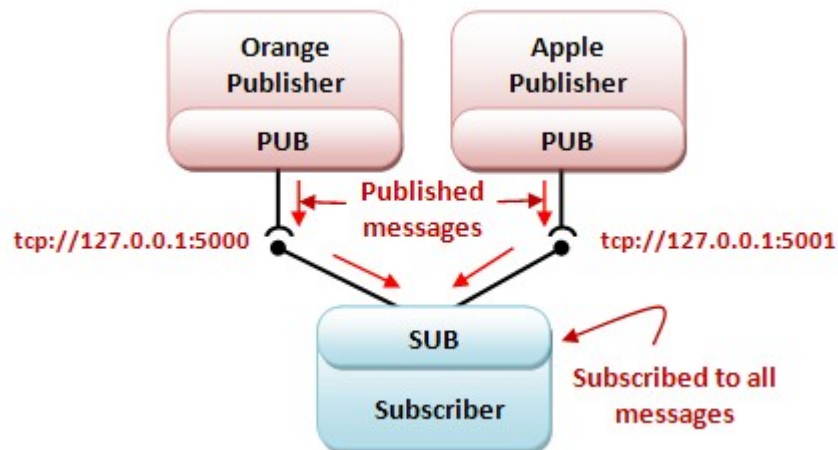 Orange
Publisher
PUB
Apple
Publisher
PUB
Published
messages
tcp://127.0.0.1:5000
tcp://127.0.0.1:5001
SUB
Subscriber
Subscribed to all
messages